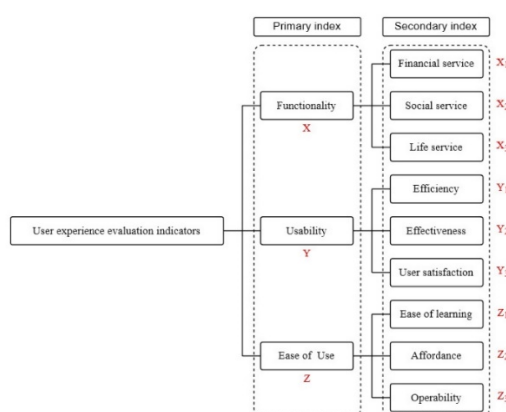 Primary index
Secondary index
Financial service
Social service
Functionality
X
Life service
Efficiency
User experience evaluation indicators
Usability
Effectiveness
Y
User satisfaction
Ease of learning
Ease of Use
Affordance
Z
Operability